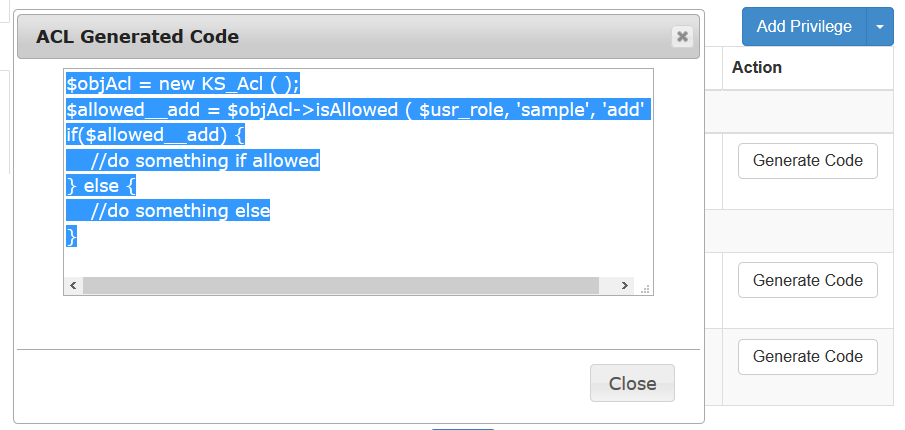 ACL Generated Code
$objAcl = new KS_Acl ( );
$allowed__add = $objAcl->isAllowed ( $usr_role, 'sample', 'add'
if($allowed__add) {
//do something if allowed
} else {
//do something else
}
Close
Add Privilege
Action
Generate Code
Generate Code
Generate Code